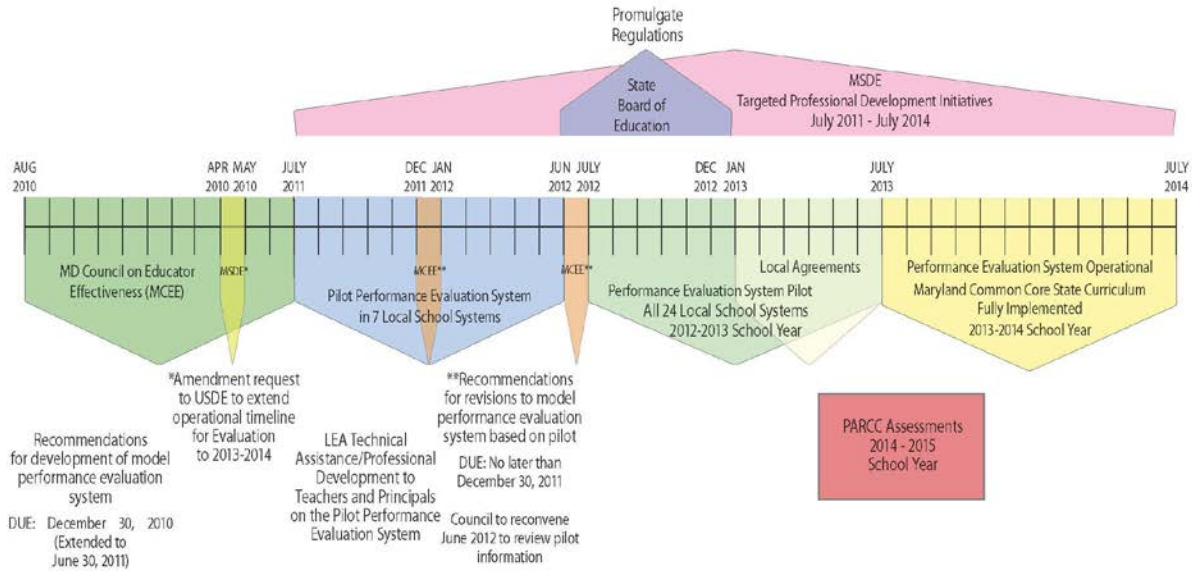 Promulgate
Regulations
State
Board of
Education
MSDE
Targeted Professional Development Initiatives
July 2011 - July 2014
AUG
2010
APR MAY
2010 2010
JULY
2011
DEC JAN
2011 2012
JUN JULY
2012 2012
DEC JAN
2012 2013
JULY
2013
JULY
2014
MD Council on Educator
Effectiveness (MCEE)
MSDE*
MCEE**
Pilot Performance Evaluation System
in 7 Local School Systems
MCEE**
Performance Evaluation System Pilot
All 24 Local School Systems
2012-2013 School Year
Local Agreements
Performance Evaluation System Operational
Maryland Common Core State Curriculum
Fully Implemented
2013-2014 School Year
*Amendment request
to USDE to extend
operational timeline
for Evaluation
to 2013-2014
Recommendations
for development of model
performance evaluation
system
DUE: December 30, 2010
(Extended to
June 30, 2011)
LEA Technical
Assistance/Professional
Development to
Teachers and Principals
on the Pilot Performance
Evaluation System
**Recommendations
for revisions to model
performance evaluation
system based on pilot
DUE: No later than
December 30, 2011
Council to reconvene
June 2012 to review pilot
information
PARCC Assessments
2014 - 2015
School Year